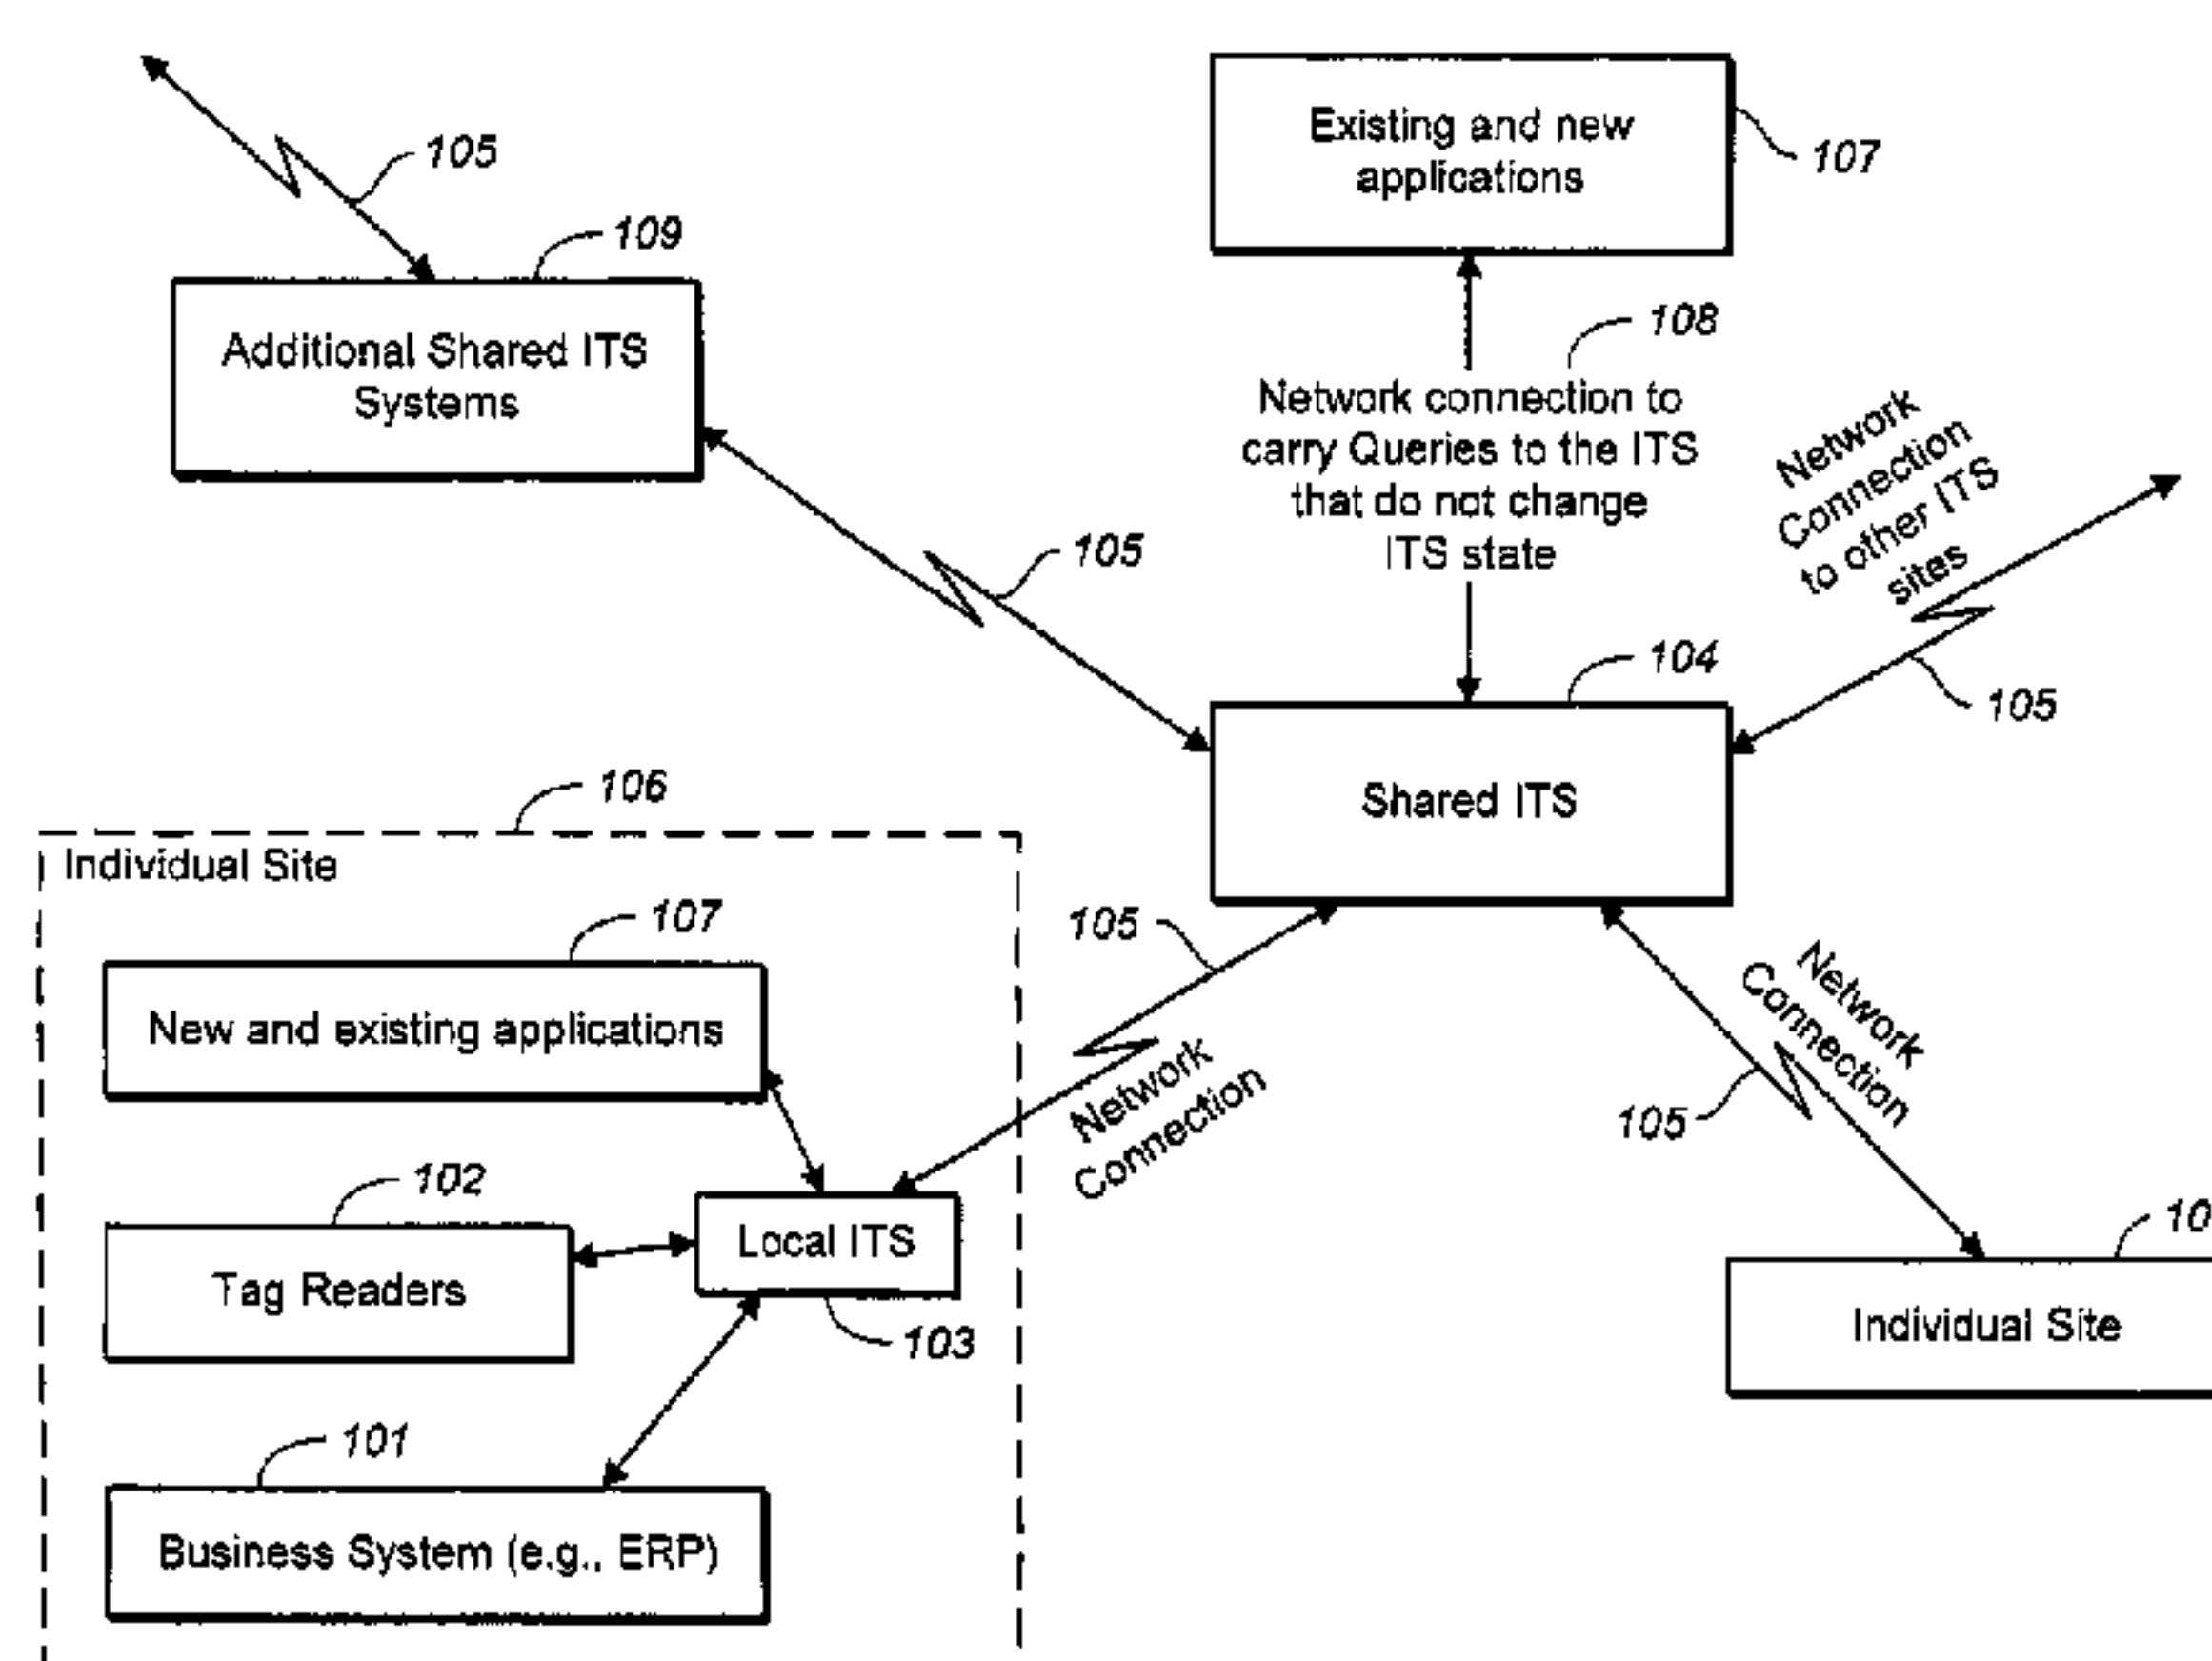 105
109
Additional Shared ITS
Systems
Existing and new
applications
107
108
Network connection to
carry Queries to the ITS
that do not change
ITS state
Network
Connection
to other ITS
sites
105
105
104
Shared ITS
106
Individual Site
107
New and existing applications
105
Network
Connection
Network
Connection
105
102
Tag Readers
Local ITS
103
10
Individual Site
101
Business System (e.g., ERP)